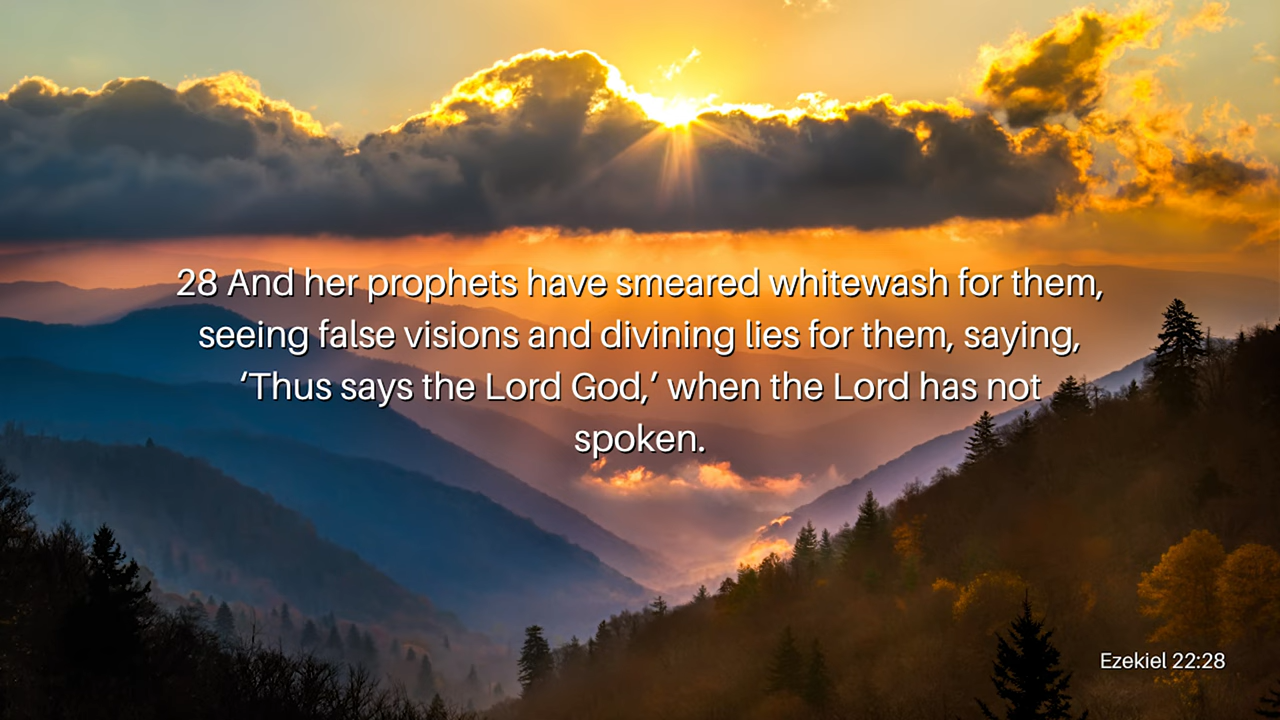 28 And her prophets have smeared whitewash for them,
seeing false visions and divining lies for them, saying,
‘Thus says the Lord God,’ when the Lord has not
spoken.
Ezekiel 22:28